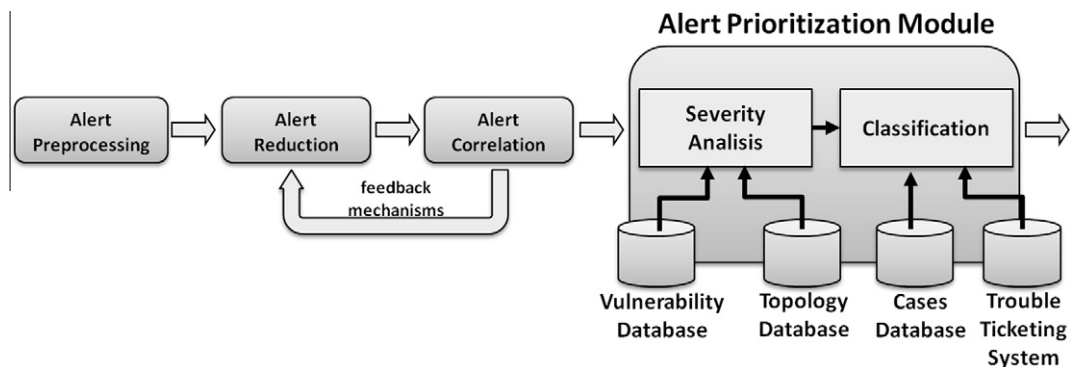 Alert Prioritization Module
Alert
Preprocessing
Alert
Reduction
Alert
Correlation
feedback
mechanisms
Severity
Analisis
Classification
Vulnerability
Database
Topology
Database
Cases
Database
Trouble
Ticketing
System